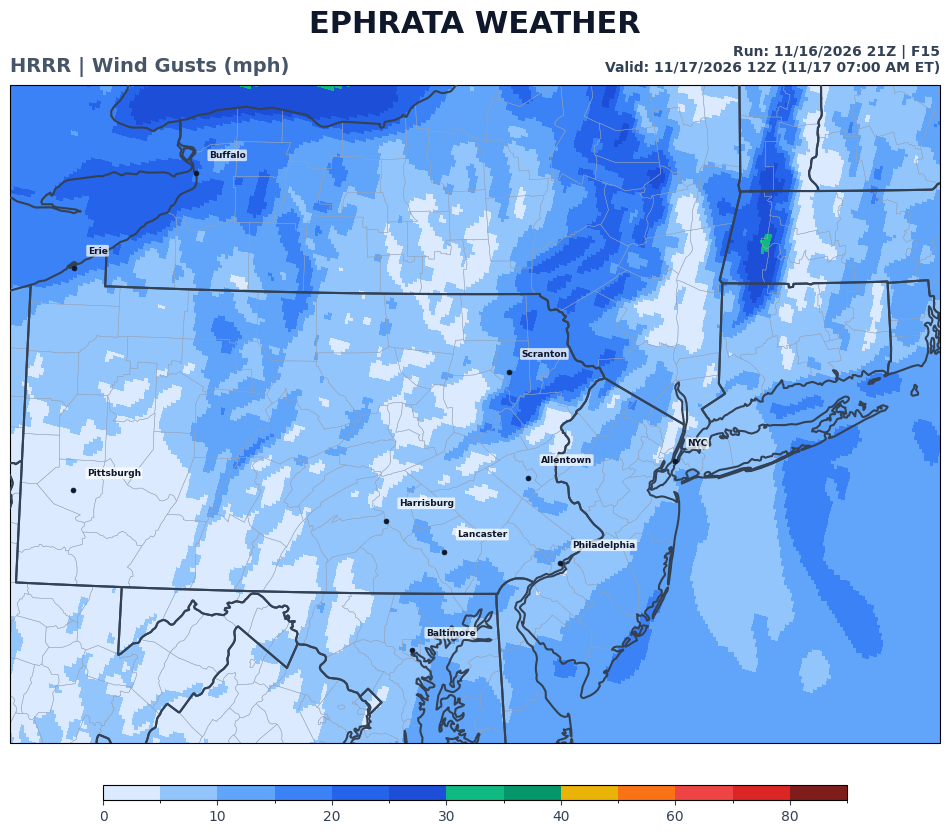 EPHRATA WEATHER
HRRR | Wind Gusts (mph)
Run: 11/16/2026 21Z | F15
Valid: 11/17/2026 12Z (11/17 07:00 AM ET)
Buffalo
Erie
Scranton
NYC
Allentown
Pittsburgh
Harrisburg
Lancaster
Philadelphia
Baltimore
0 10 20 30 40 50 60 70 80